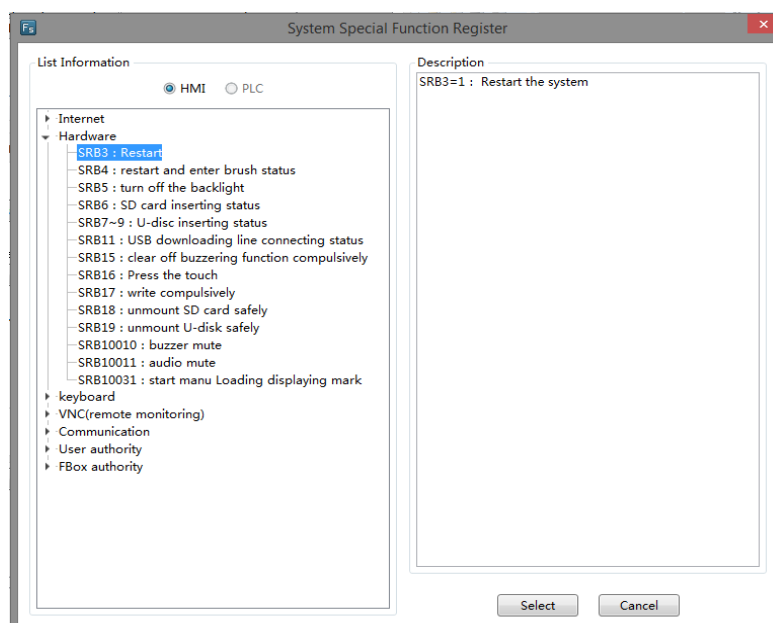 Fs
System Special Function Register
×
List Information
HMI
PLC
Internet
Hardware
SRB3 : Restart
SRB4 : restart and enter brush status
SRB5 : turn off the backlight
SRB6 : SD card inserting status
SRB7~9 : U-disc inserting status
SRB11 : USB downloading line connecting status
SRB15 : clear off buzzering function compulsively
SRB16 : Press the touch
SRB17 : write compulsively
SRB18 : unmount SD card safely
SRB19 : unmount U-disk safely
SRB10010 : buzzer mute
SRB10011 : audio mute
SRB10031 : start manu Loading displaying mark
keyboard
VNC(remote monitoring)
Communication
User authority
FBox authority
Description
SRB3=1 : Restart the system
Select
Cancel